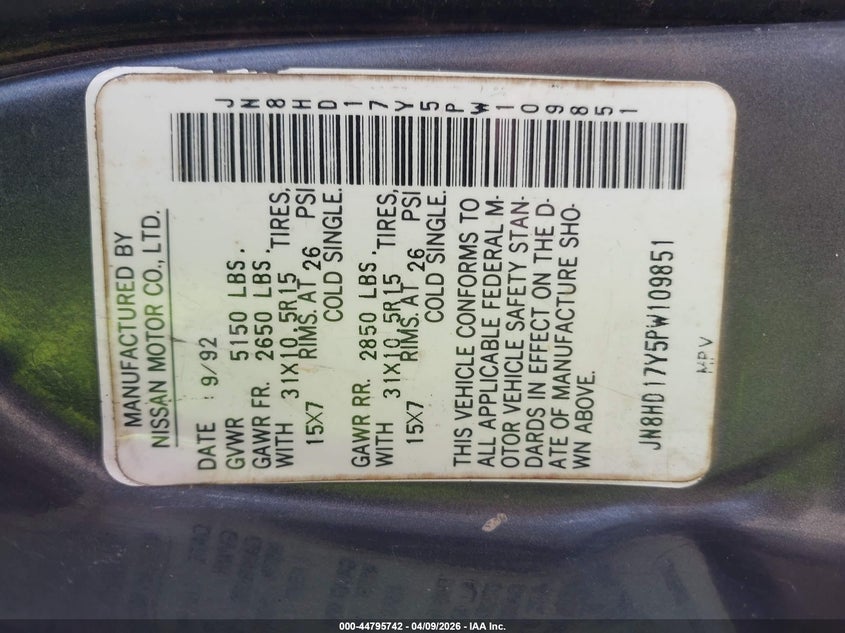 MANUFACTURED BY
NISSAN MOTOR CO., LTD.
JN8HD17Y5PW109851
DATE : 9/92
GVWR 5150 LBS.
GAWR FR. 2650 LBS.
WITH 31X10.5R15 TIRES,
15X7 RIMS.AT 26 PSI
COLD SINGLE.
GAWR RR. 2850 LBS.
WITH 31X10.5R15 TIRES,
15X7 RIMS.AT 26 PSI
COLD SINGLE.
THIS VEHICLE CONFORMS TO
ALL APPLICABLE FEDERAL M-
OTOR VEHICLE SAFETY STAN-
DARDS IN EFFECT ON THE D-
ATE OF MANUFACTURE SHO-
WN ABOVE.
JN8HD17Y5PW109851
MPV
000-44795742 - 04/09/2026 - IAA Inc.